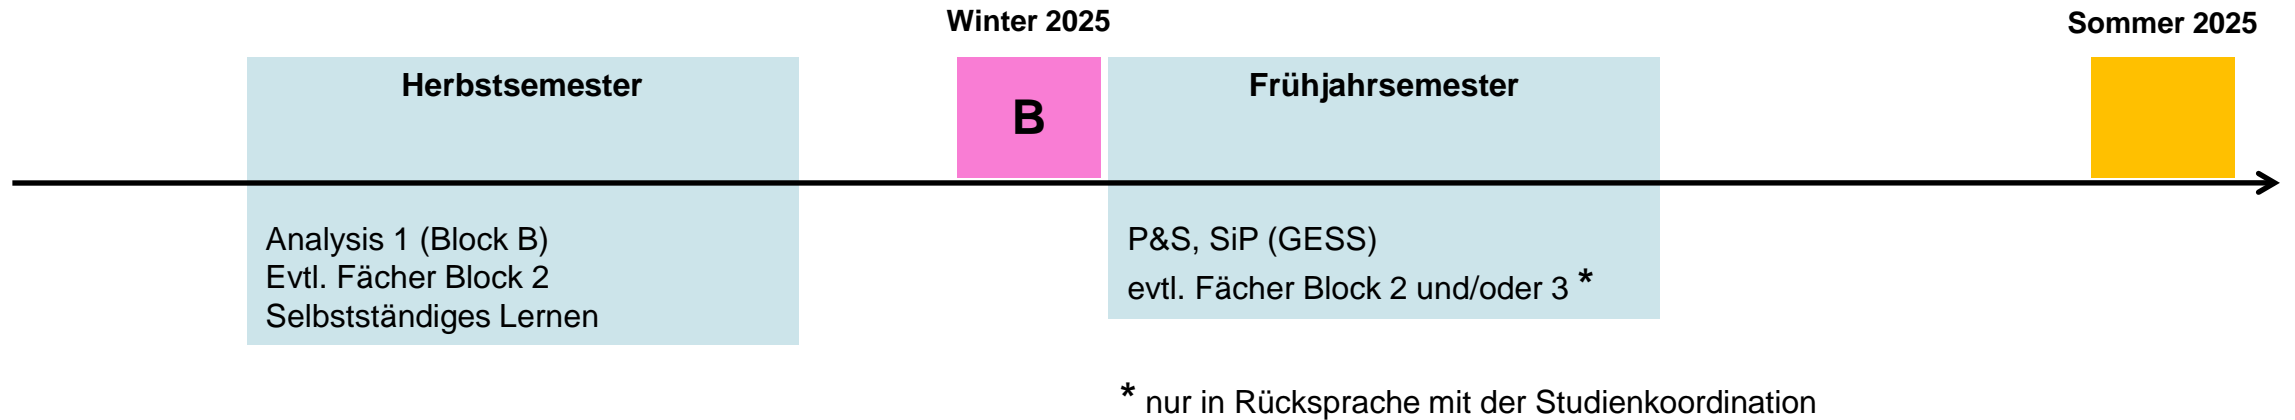 Winter 2025
Sommer 2025
Herbstsemester
B
Frühjahrsemester
Analysis 1 (Block B)
Evtl. Fächer Block 2
Selbstständiges Lernen
P&S, SiP (GESS)
evtl. Fächer Block 2 und/oder 3 *
* nur in Rücksprache mit der Studienkoordination